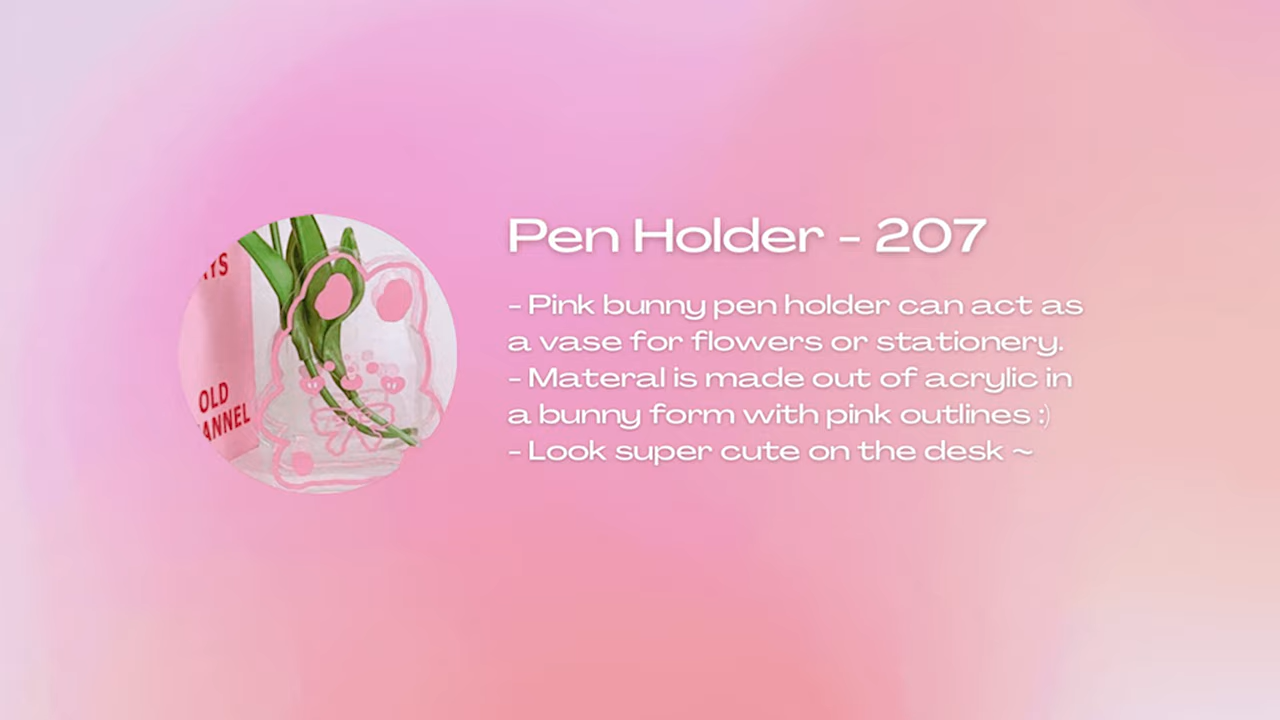 Pen Holder - 207
- Pink bunny pen holder can act as
a vase for flowers or stationery.
- Materal is made out of acrylic in
a bunny form with pink outlines :)
- Look super cute on the desk ~
OLD